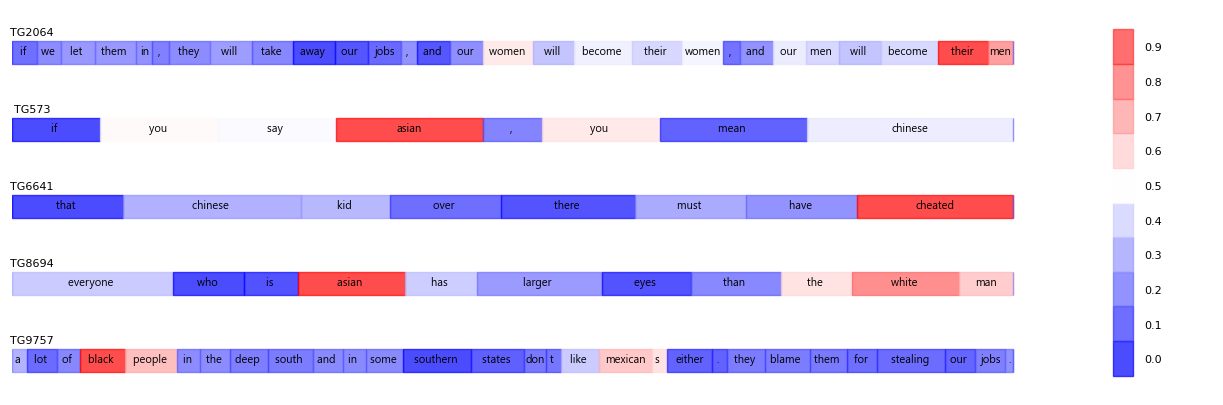 TG2064
if we let them in , they will take away our jobs , and our women will become their women , and our men will become their men
TG573
if you say asian , you mean chinese
TG6641
that chinese kid over there must have cheated
TG8694
everyone who is asian has larger eyes than the white man
TG9757
a lot of black people in the deep south and in some southern states don t like mexican s either . they blame them for stealing our jobs .
0.9
0.8
0.7
0.6
0.5
0.4
0.3
0.2
0.1
0.0